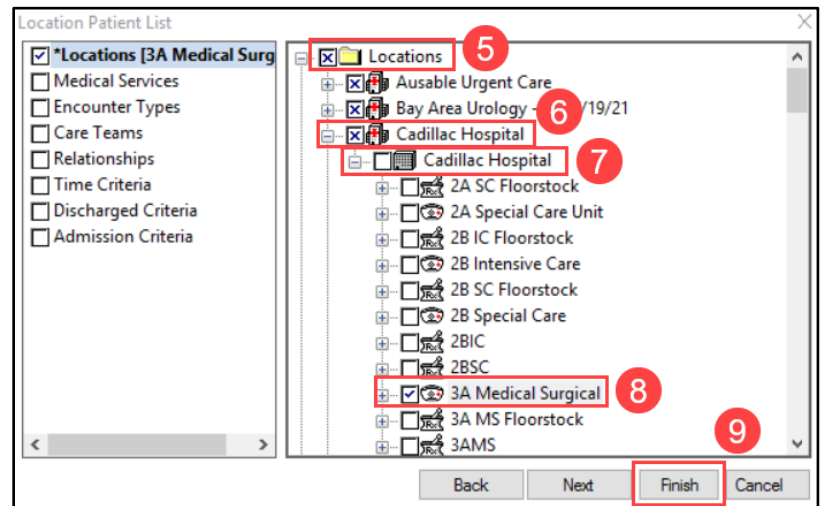 Location Patient List
*Locations [3A Medical Surg
Medical Services
Encounter Types
Care Teams
Relationships
Time Criteria
Discharged Criteria
Admission Criteria
Locations
5
Ausable Urgent Care
Bay Area Urology - /19/21
6
Cadillac Hospital
Cadillac Hospital
7
2A SC Floorstock
2A Special Care Unit
2B IC Floorstock
2B Intensive Care
2B SC Floorstock
2B Special Care
2BIC
2BSC
3A Medical Surgical
8
3A MS Floorstock
3AMS
9
Back Next Finish Cancel